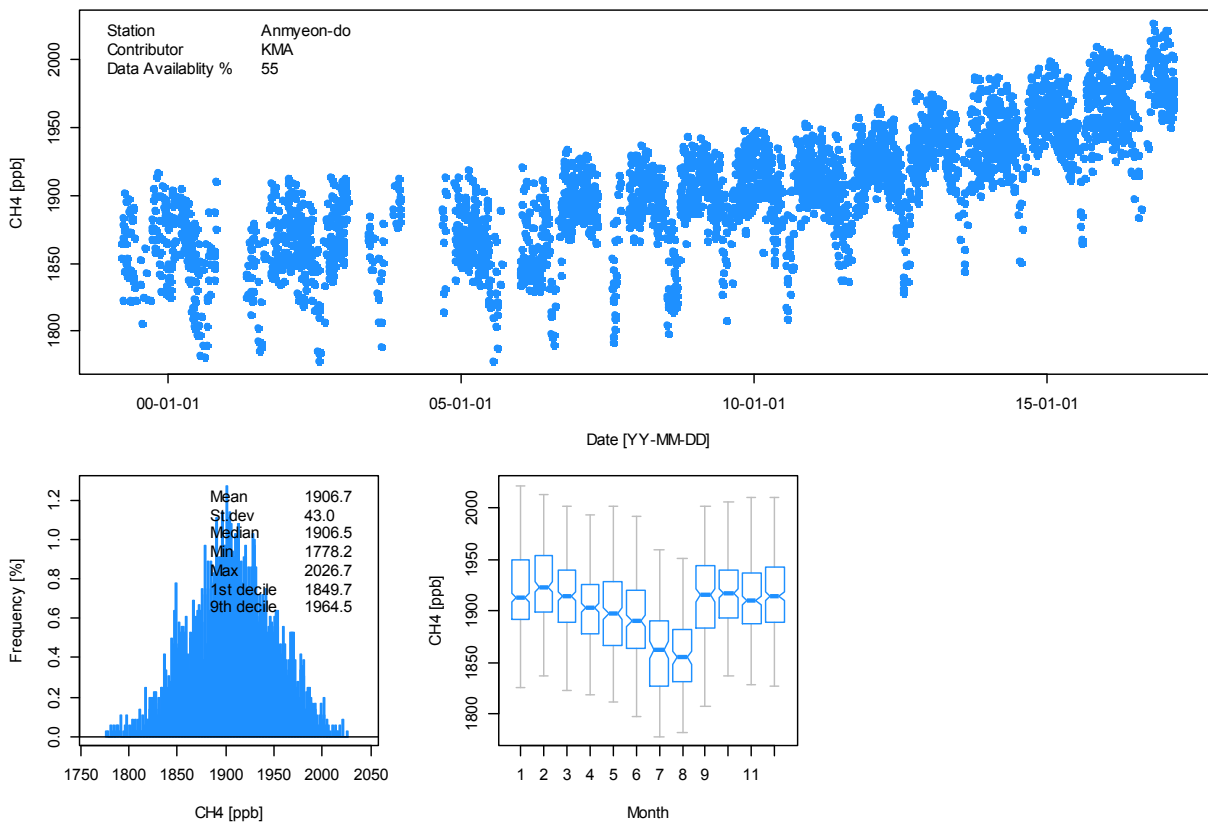 Station Anmyeon-do
Contributor KMA
Data Availablity % 55
CH4 [ppb]
2000
1950
1900
1850
1800
00-01-01 05-01-01 10-01-01 15-01-01
Date [YY-MM-DD]
Mean 1906.7
St.dev 43.0
Median 1906.5
Min 1778.2
Max 2026.7
1st decile 1849.7
9th decile 1964.5
Frequency [%]
1.2
1.0
0.8
0.6
0.4
0.2
0.0
1750 1800 1850 1900 1950 2000 2050
CH4 [ppb]
CH4 [ppb]
2000
1950
1900
1850
1800
1 2 3 4 5 6 7 8 9 11
Month